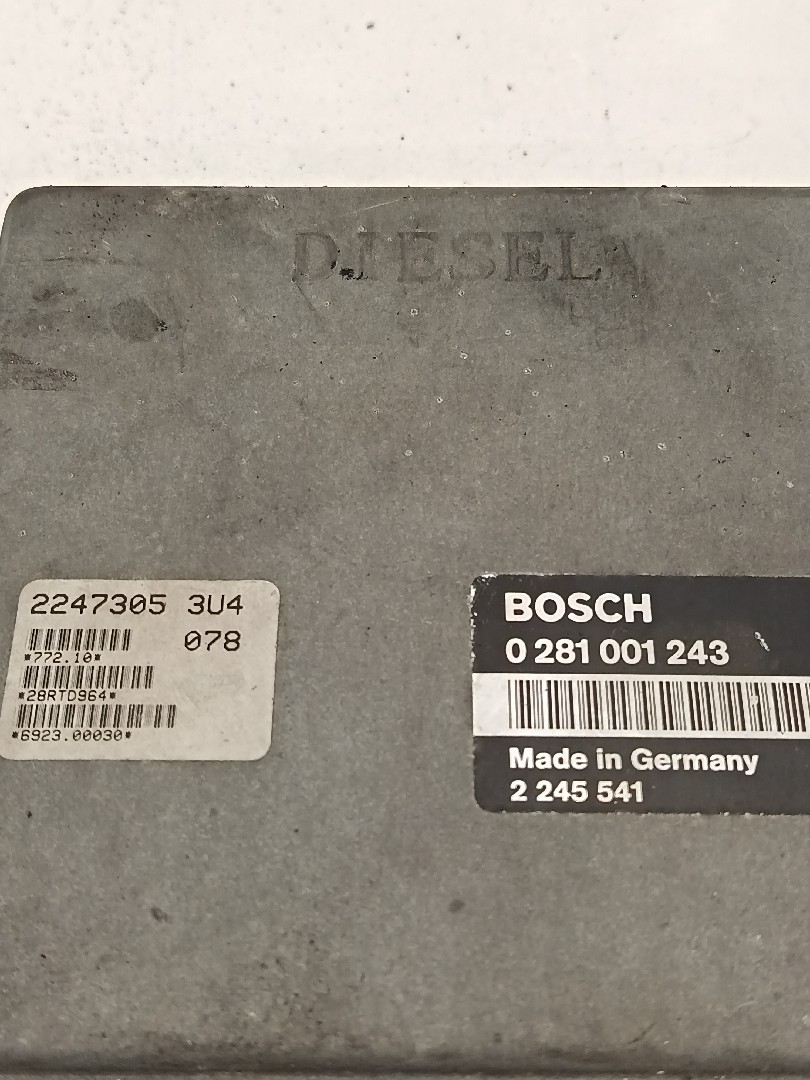 DIESEL
2247305 3U4
078
*772.10*
*28RTD964*
*6923.00030*
BOSCH
0 281 001 243
Made in Germany
2 245 541